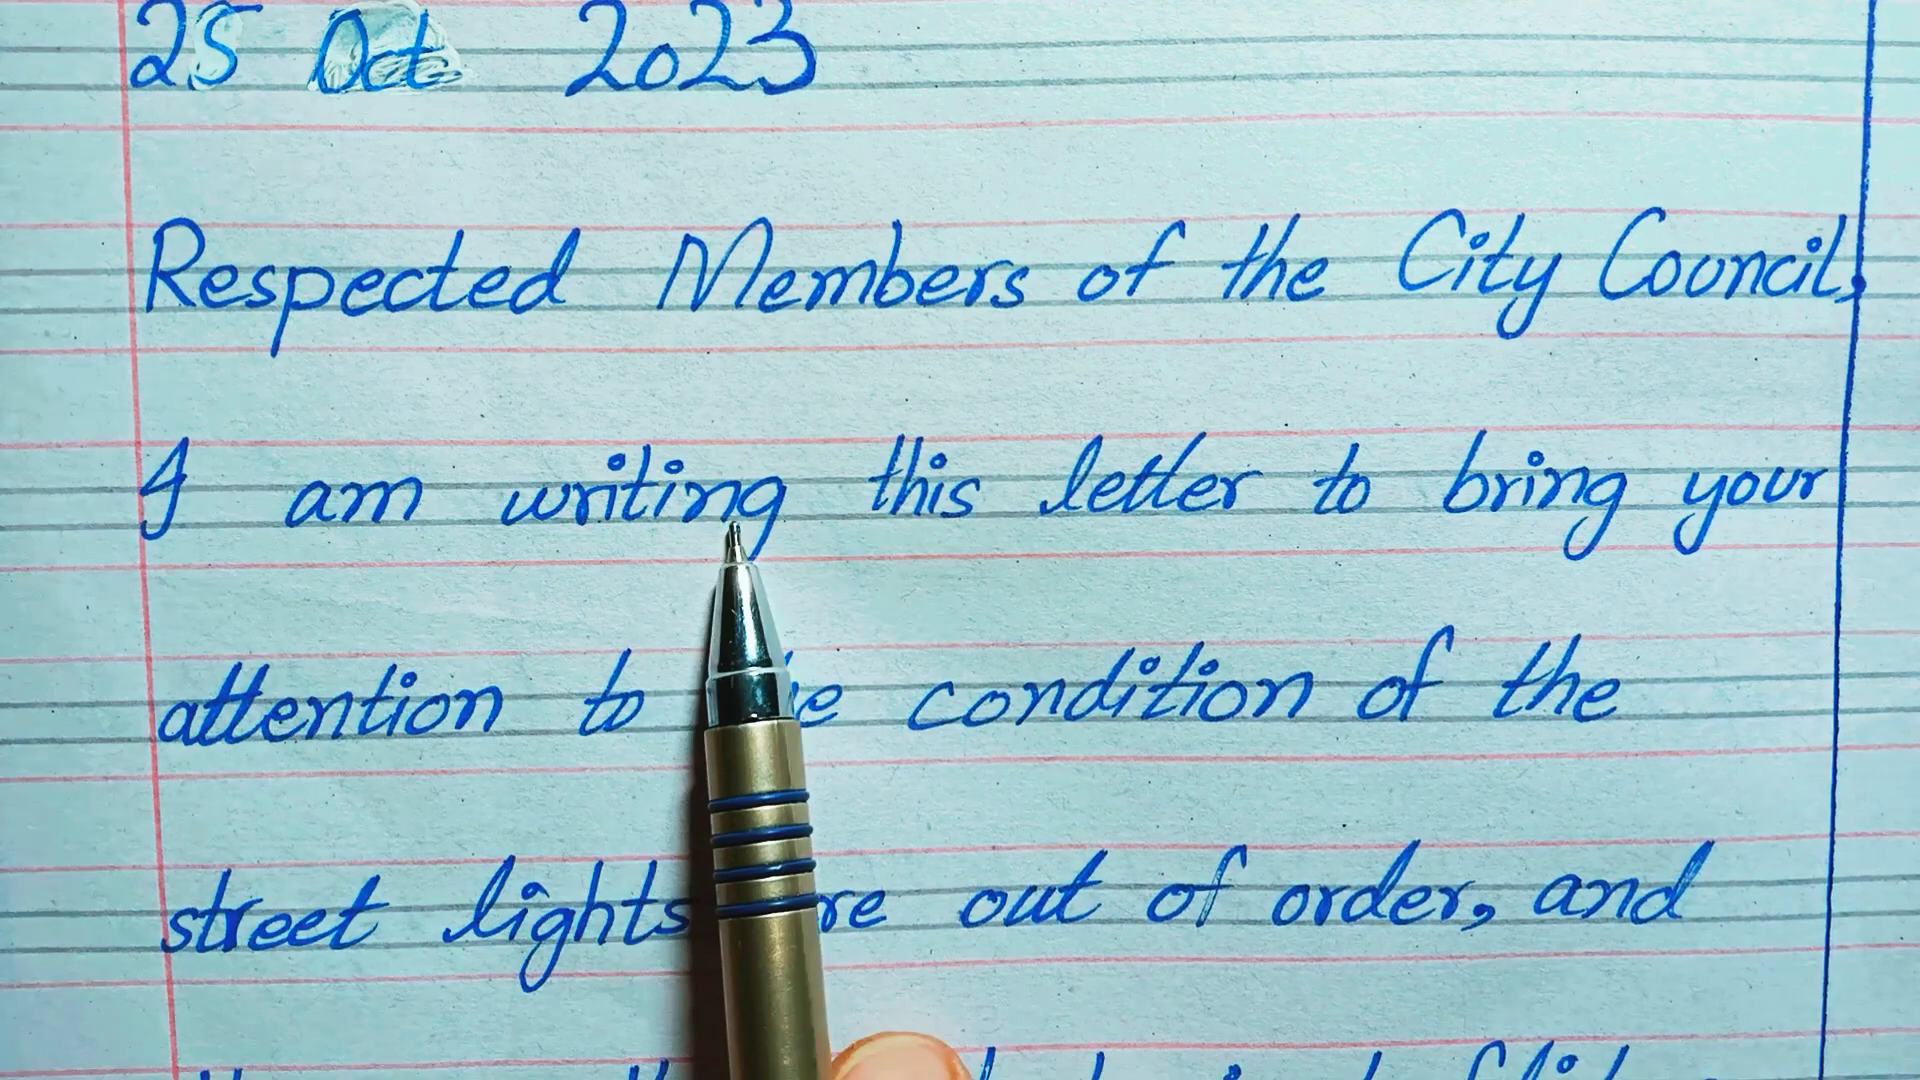 25 Oct 2023
Respected Members of the City Council,
I am writing this letter to bring your
attention to condition of the
street lights out of order, and